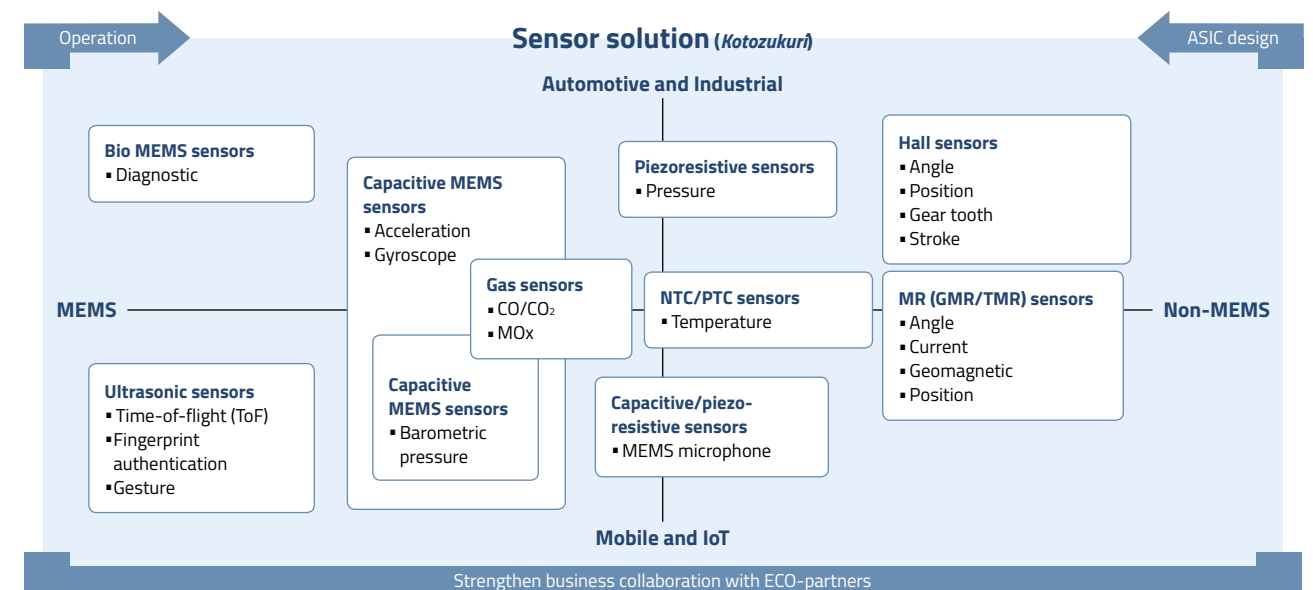 Operation
Sensor solution (Kotozukuri)
ASIC design
Automotive and Industrial
Bio MEMS sensors
▪ Diagnostic
Capacitive MEMS
sensors
▪ Acceleration
▪ Gyroscope
Piezoresistive sensors
▪ Pressure
Hall sensors
▪ Angle
▪ Position
▪ Gear tooth
▪ Stroke
MEMS
Gas sensors
▪ CO/CO₂
▪ MOx
NTC/PTC sensors
▪ Temperature
MR (GMR/TMR) sensors
▪ Angle
▪ Current
▪ Geomagnetic
▪ Position
Non-MEMS
Ultrasonic sensors
▪ Time-of-flight (ToF)
▪ Fingerprint
authentication
▪ Gesture
Capacitive
MEMS sensors
▪ Barometric
pressure
Capacitive/piezo-
resistive sensors
▪ MEMS microphone
Mobile and IoT
Strengthen business collaboration with ECO-partners